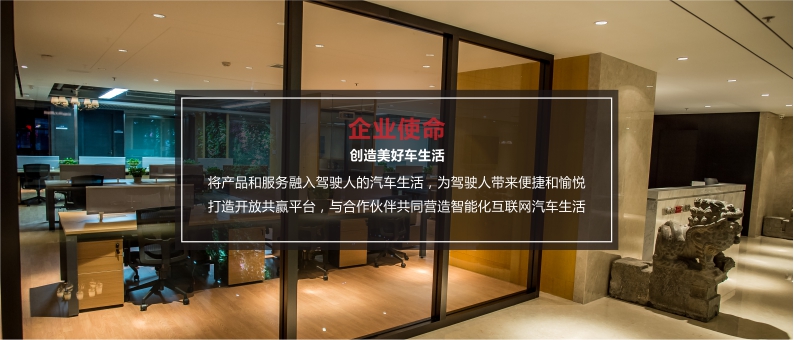 企业使命
创造美好车生活
将产品和服务融入驾驶人的汽车生活，为驾驶人带来便捷和愉悦
打造开放共赢平台，与合作伙伴共同营造智能化互联网汽车生活